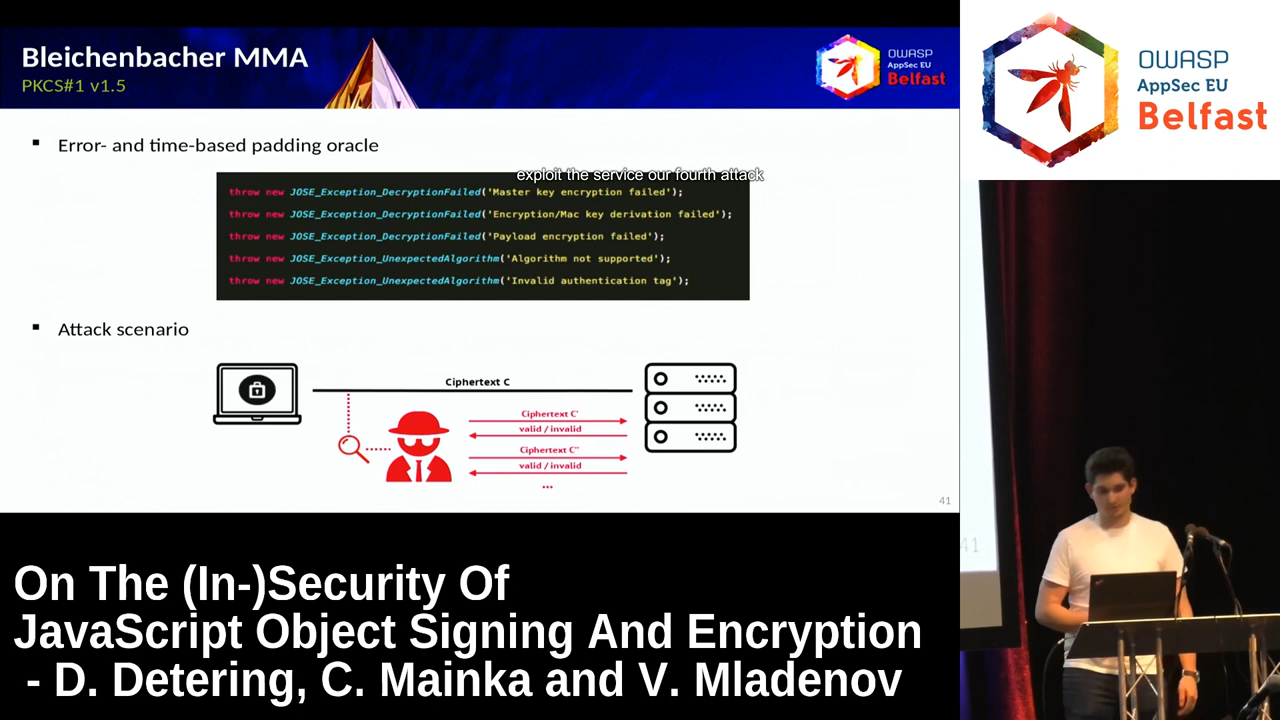 Bleichenbacher MMA
PKCS#1 v1.5
OWASP
AppSec EU
Belfast
OWASP
AppSec EU
Belfast
▪ Error- and time-based padding oracle
exploit the service our fourth attack
throw new JOSE_Exception_DecryptionFailed('Master key encryption failed');
throw new JOSE_Exception_DecryptionFailed('Encryption/Mac key derivation failed');
throw new JOSE_Exception_DecryptionFailed('Payload encryption failed');
throw new JOSE_Exception_UnexpectedAlgorithm('Algorithm not supported');
throw new JOSE_Exception_UnexpectedAlgorithm('Invalid authentication tag');
▪ Attack scenario
Ciphertext C
Ciphertext C'
valid / invalid
Ciphertext C''
valid / invalid
...
41
41
On The (In-)Security Of
JavaScript Object Signing And Encryption
- D. Detering, C. Mainka and V. Mladenov